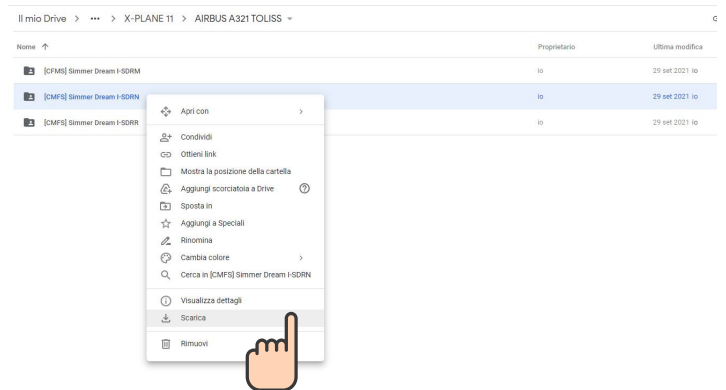 Il mio Drive > ••• > X-PLANE 11 > AIRBUS A321 TOLISS
Nome Proprietario Ultima modifica
[CFMS] Simmer Dream I-SDRM io 29 set 2021 io
[CMFS] Simmer Dream I-SDRN io 29 set 2021 io
[CMFS] Simmer Dream I-SDRR io 29 set 2021 io
Apri con
Condividi
Ottieni link
Mostra la posizione della cartella
Aggiungi scorciatoia a Drive
Sposta in
Aggiungi a Speciali
Rinomina
Cambia colore
Cerca in [CMFS] Simmer Dream I-SDRN
Visualizza dettagli
Scarica
Rimuovi